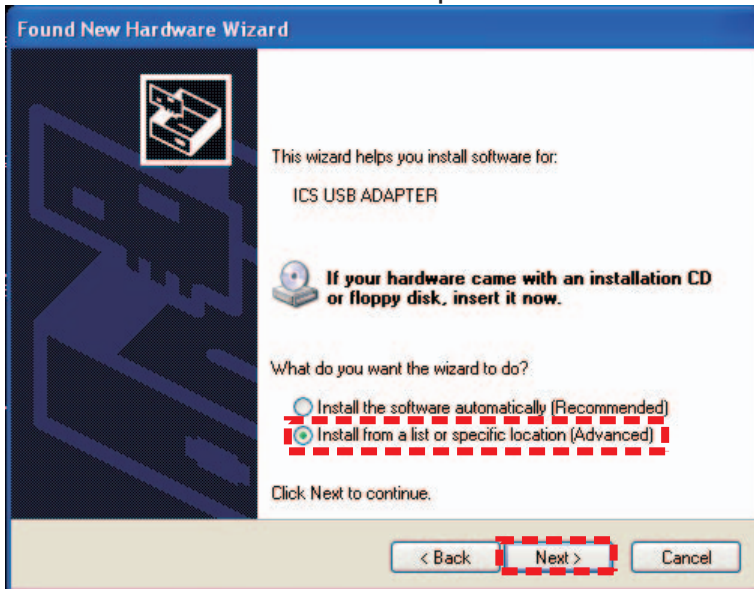 Found New Hardware Wizard
This wizard helps you install software for:
ICS USB ADAPTER
If your hardware came with an installation CD
or floppy disk, insert it now.
What do you want the wizard to do?
Install the software automatically (Recommended)
Install from a list or specific location (Advanced)
Click Next to continue.
< Back
Next >
Cancel